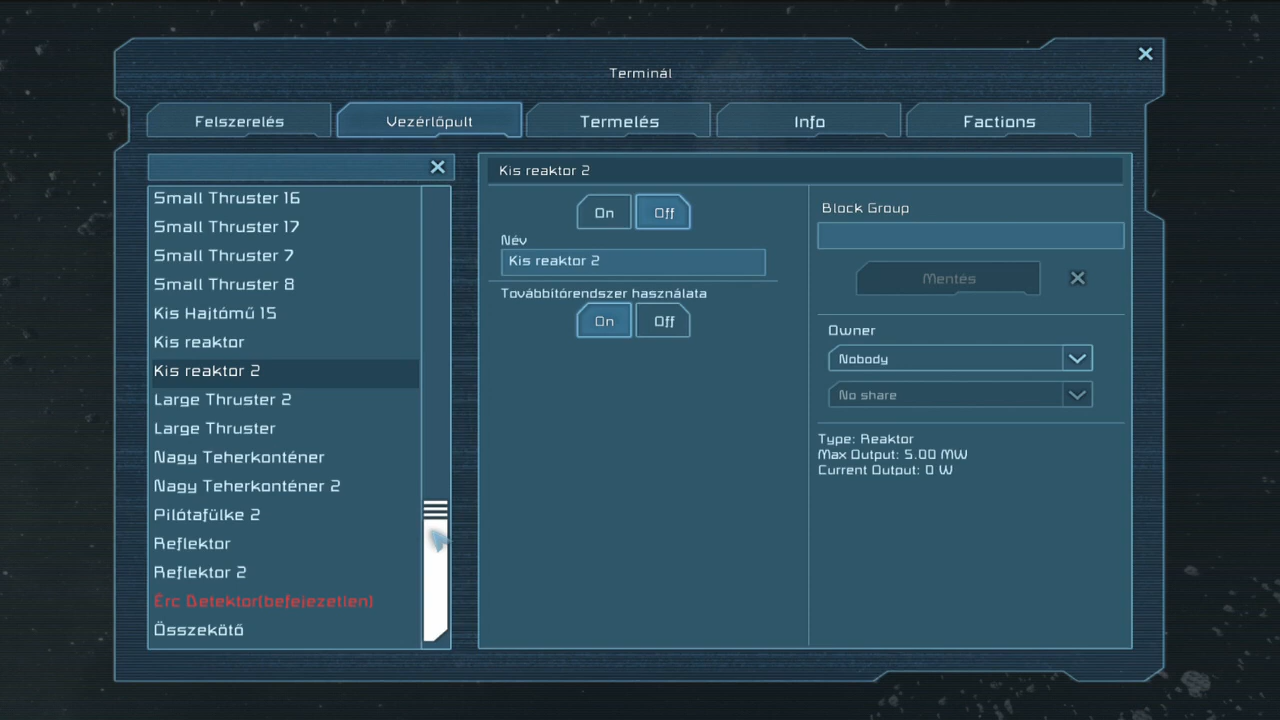 Terminál
Felszerelés
Vezérlőpult
Termelés
Info
Factions
Small Thruster 16
Small Thruster 17
Small Thruster 7
Small Thruster 8
Kis Hajtómű 15
Kis reaktor
Kis reaktor 2
Large Thruster 2
Large Thruster
Nagy Teherkonténer
Nagy Teherkonténer 2
Pilótafülke 2
Reflektor
Reflektor 2
Érc Detektor(befejezetlen)
Összekötő
Kis reaktor 2
On Off
Név
Kis reaktor 2
Továbbítórendszer használata
On Off
Block Group
Mentés
Owner
Nobody
No share
Type: Reaktor
Max Output: 5.00 MW
Current Output: 0 W